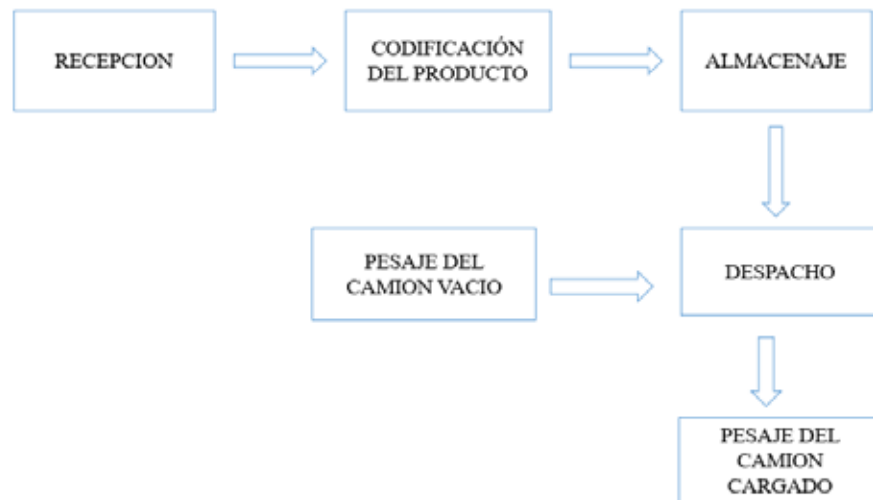 RECEPCION
CODIFICACIÓN
DEL PRODUCTO
ALMACENAJE
PESAJE DEL
CAMION VACIO
DESPACHO
PESAJE DEL
CAMION
CARGADO